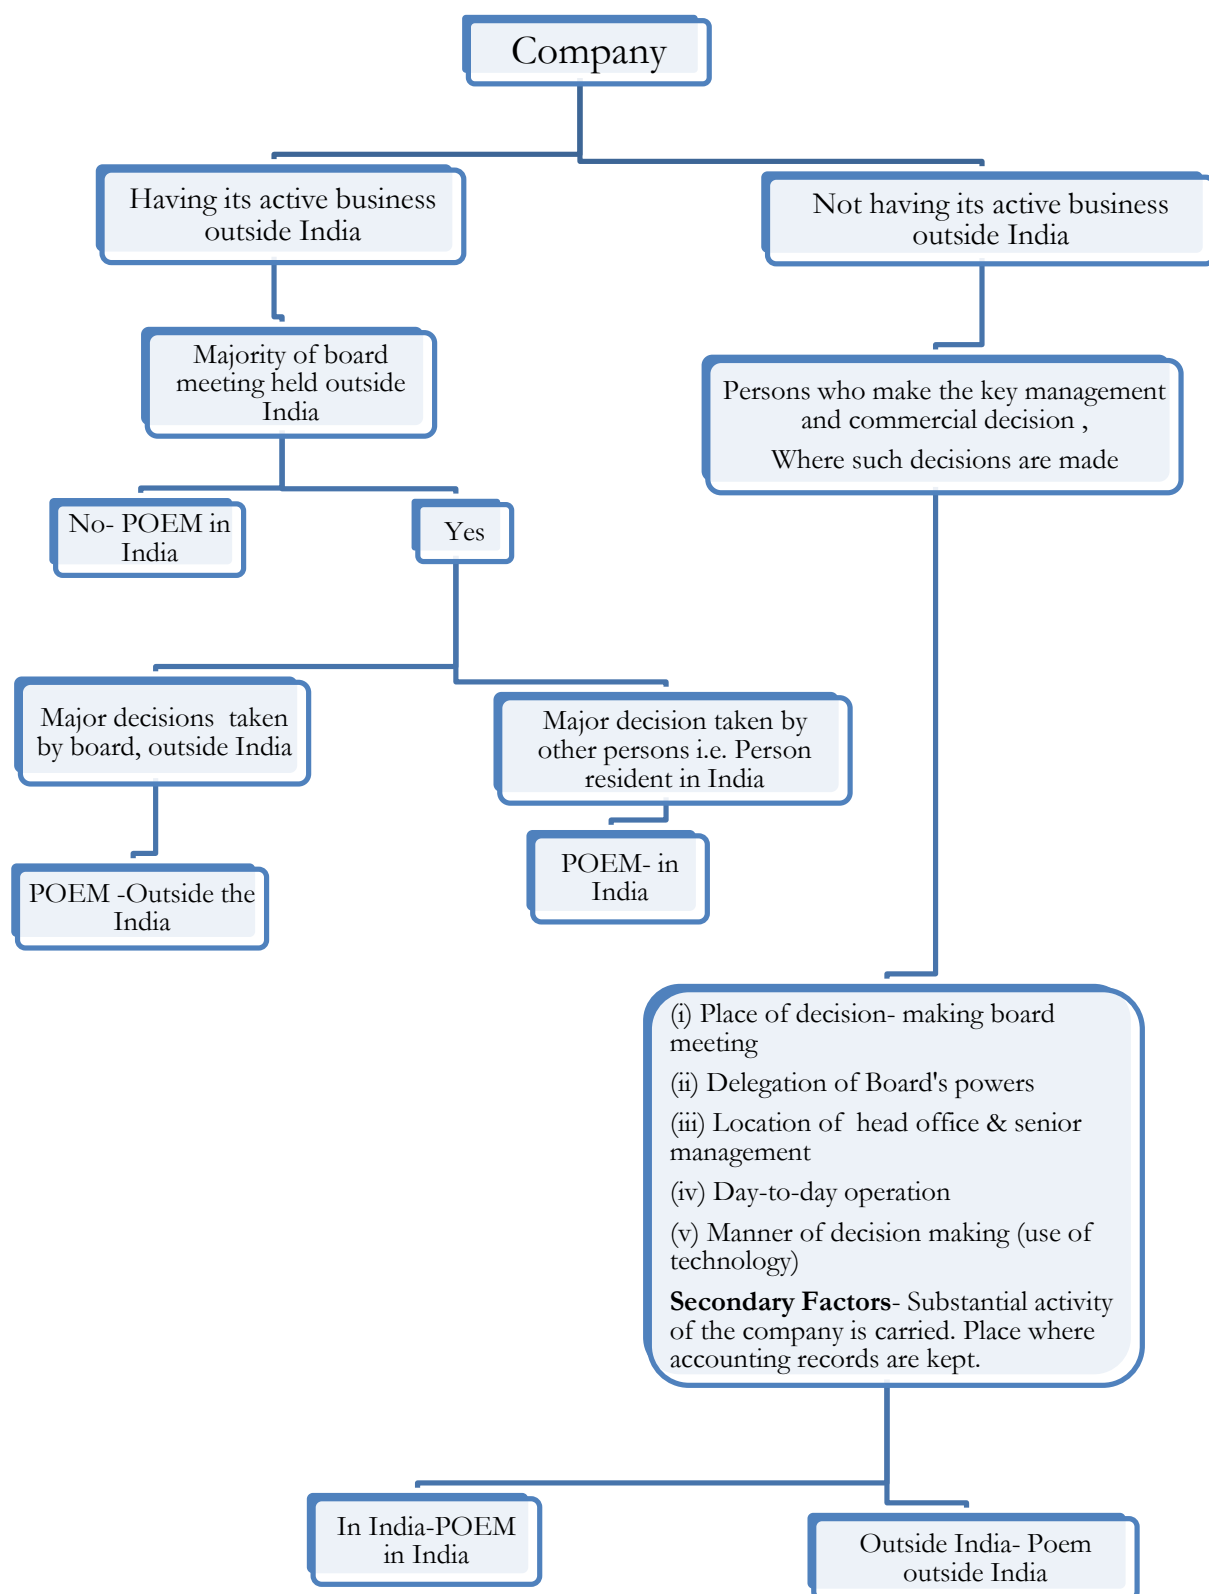 Company
Having its active business
outside India
Not having its active business
outside India
Majority of board
meeting held outside
India
Persons who make the key management
and commercial decision ,
Where such decisions are made
No- POEM in
India
Yes
Major decisions taken
by board, outside India
Major decision taken by
other persons i.e. Person
resident in India
POEM -Outside the
India
POEM- in
India
(i) Place of decision- making board
meeting
(ii) Delegation of Board's powers
(iii) Location of head office & senior
management
(iv) Day-to-day operation
(v) Manner of decision making (use of
technology)
Secondary Factors- Substantial activity
of the company is carried. Place where
accounting records are kept.
In India-POEM
in India
Outside India- Poem
outside India